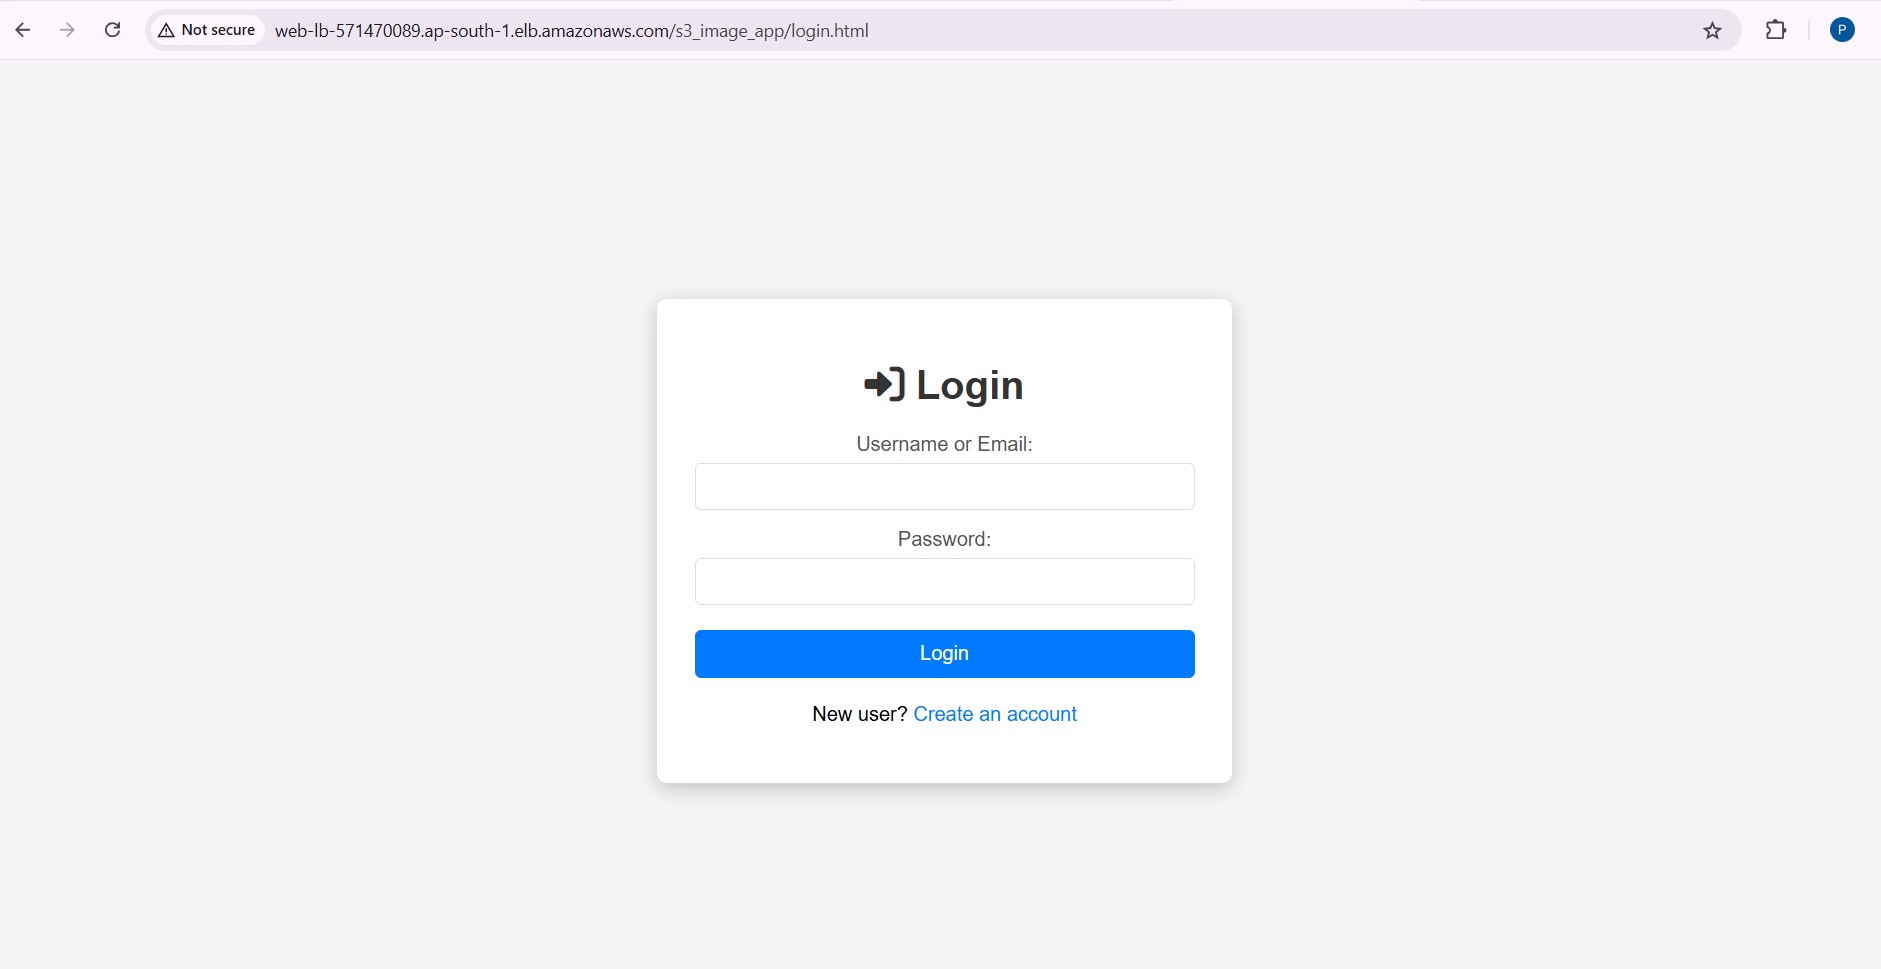 Not secure
web-lb-571470089.ap-south-1.elb.amazonaws.com/s3_image_app/login.html
P
Login
Username or Email:
Password:
Login
New user? Create an account